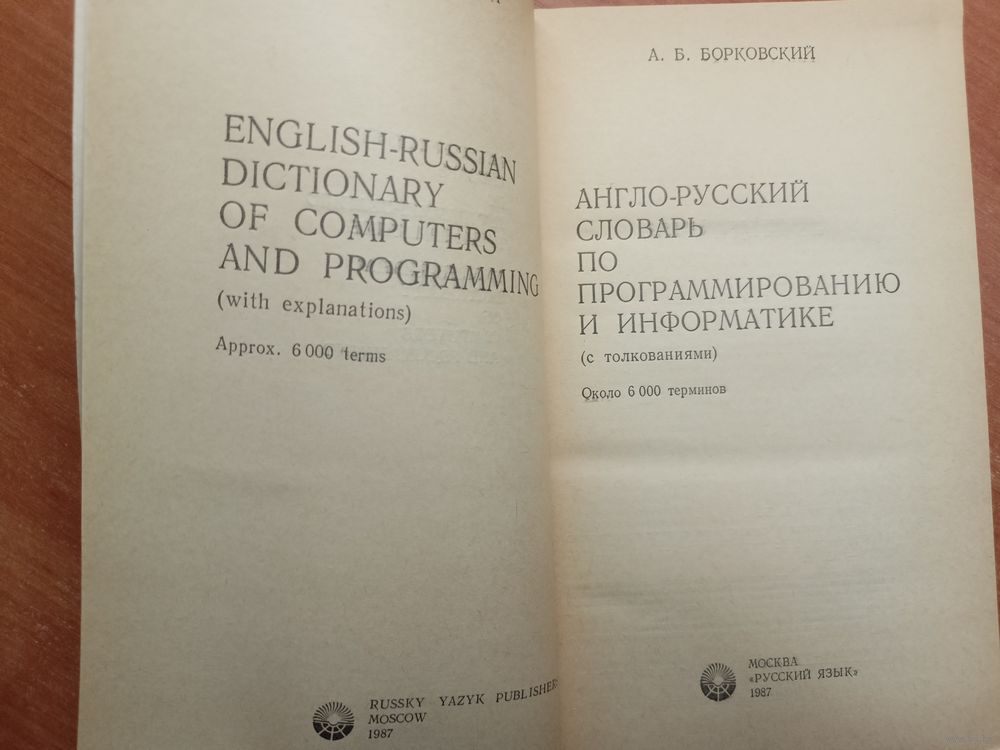 ENGLISH-RUSSIAN
DICTIONARY
OF COMPUTERS
AND PROGRAMMING
(with explanations)
Approx. 6 000 terms
RUSSKY YAZYK PUBLISHERS
MOSCOW
1987
А. Б. БОРКОВСКИЙ
АНГЛО-РУССКИЙ
СЛОВАРЬ
ПО
ПРОГРАММИРОВАНИЮ
И ИНФОРМАТИКЕ
(с толкованиями)
Около 6 000 терминов
МОСКВА
«РУССКИЙ ЯЗЫК»
1987